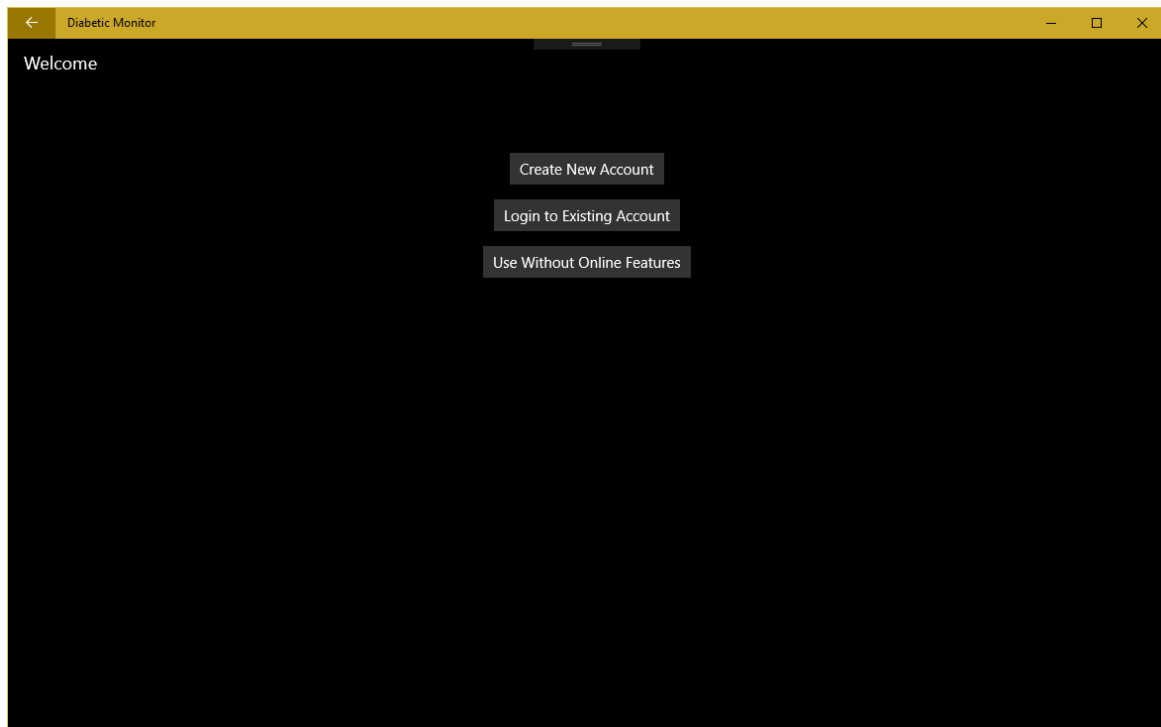 Diabetic Monitor
Welcome
Create New Account
Login to Existing Account
Use Without Online Features